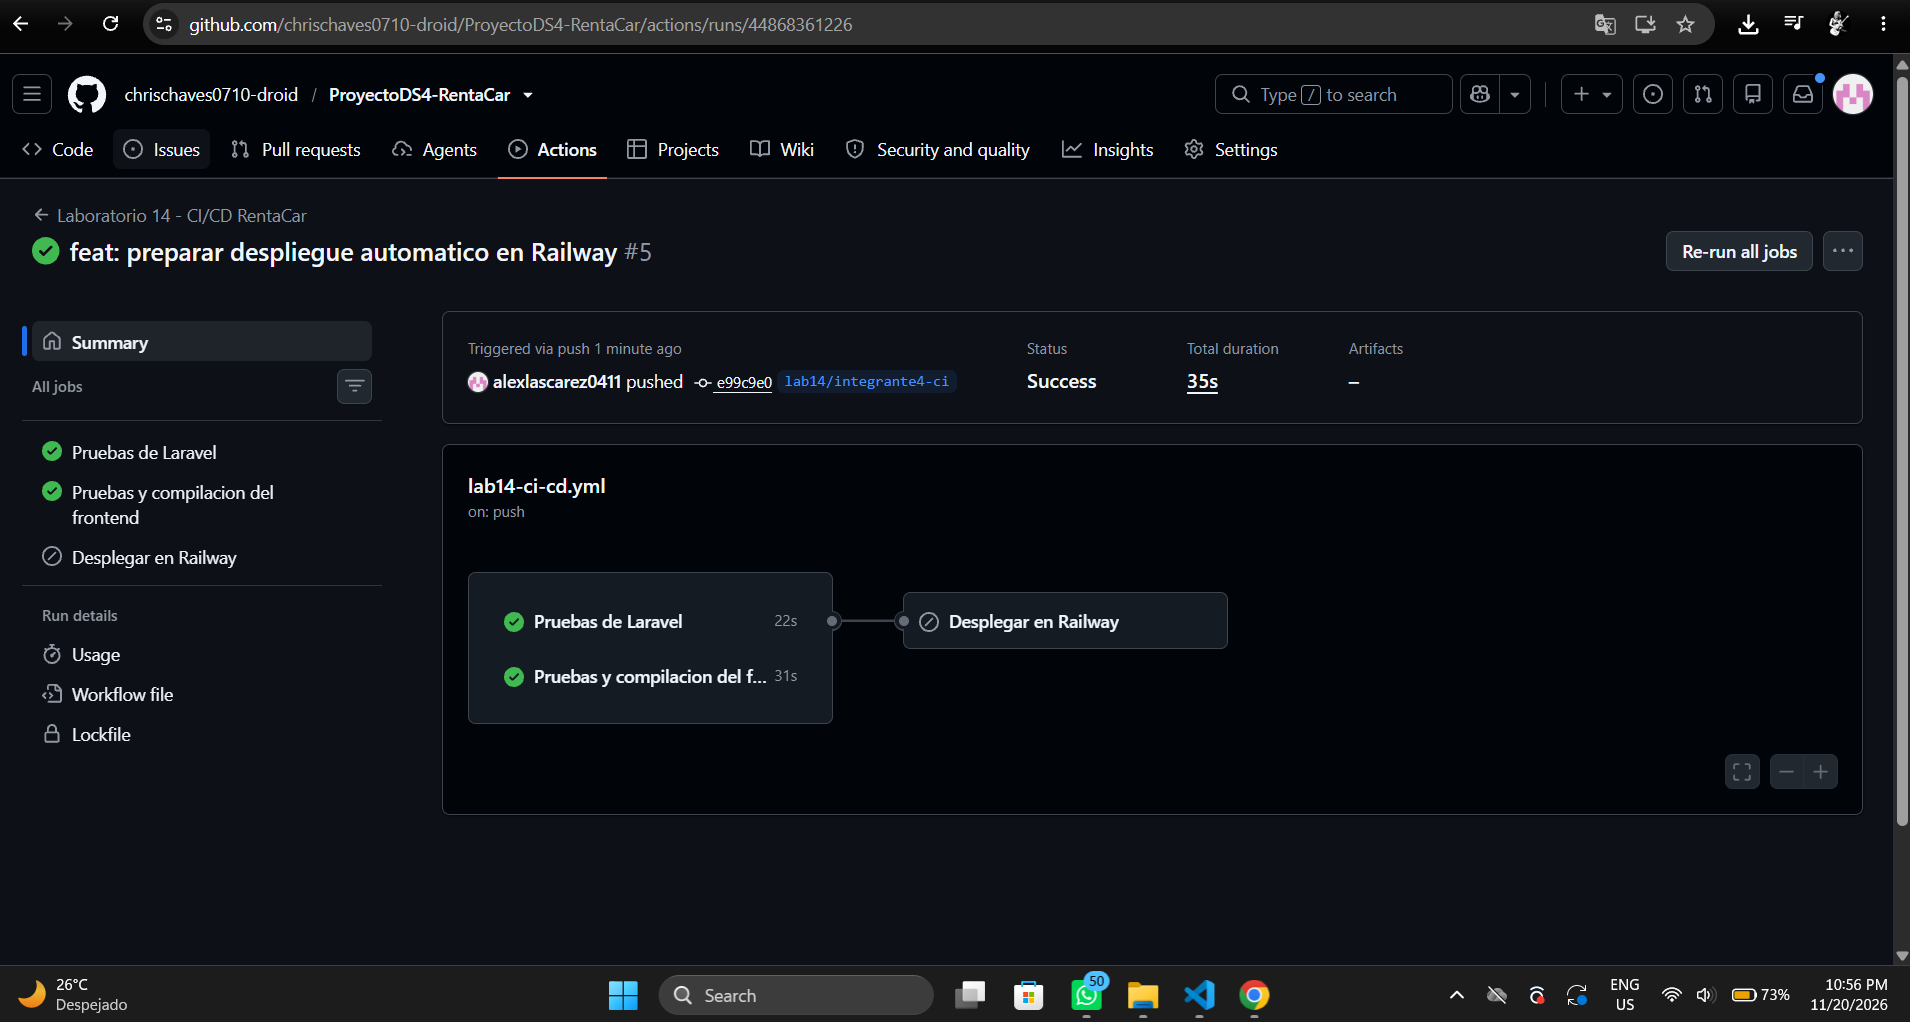 github.com/chrischaves0710-droid/ProyectoDS4-RentaCar/actions/runs/44868361226
chrischaves0710-droid / ProyectoDS4-RentaCar
Type / to search
Code
Issues
Pull requests
Agents
Actions
Projects
Wiki
Security and quality
Insights
Settings
Laboratorio 14 - CI/CD RentaCar
feat: preparar despliegue automatico en Railway #5
Re-run all jobs
Summary
All jobs
Pruebas de Laravel
Pruebas y compilacion del
frontend
Desplegar en Railway
Run details
Usage
Workflow file
Lockfile
Triggered via push 1 minute ago
alexlascarez0411 pushed e99c9e0 lab14/integrante4-ci
Status
Success
Total duration
35s
Artifacts
–
lab14-ci-cd.yml
on: push
Pruebas de Laravel 22s
Pruebas y compilacion del f... 31s
Desplegar en Railway
26°C
Despejado
Search
50
ENG
US
73%
10:56 PM
11/20/2026